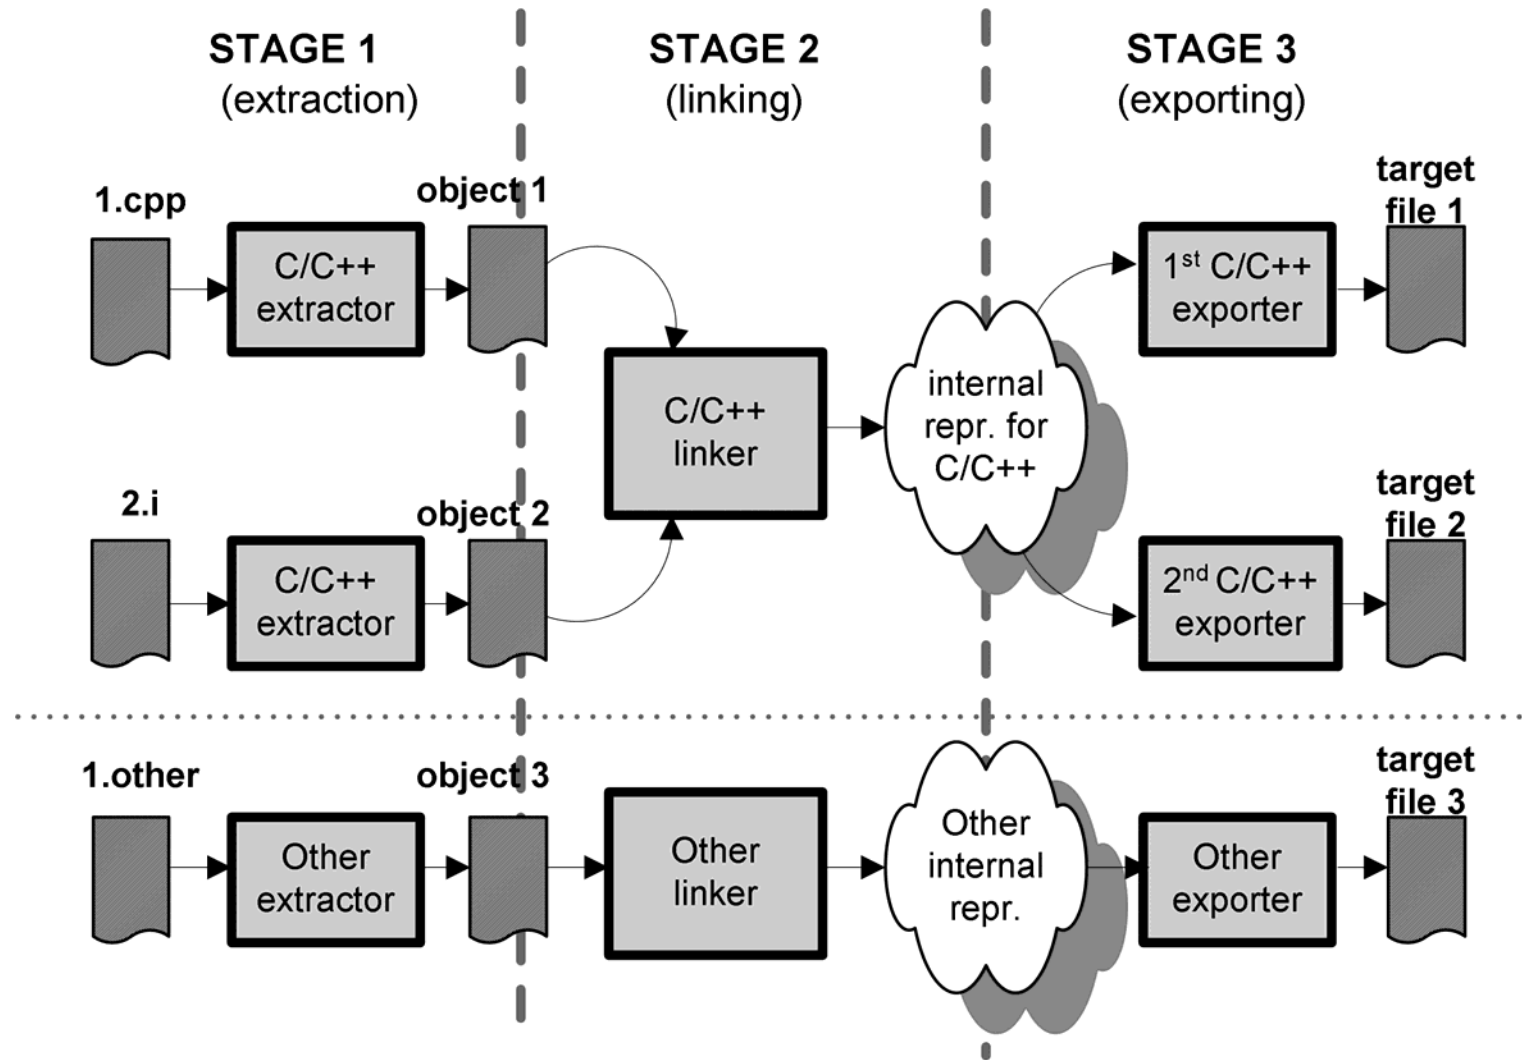 STAGE 1
(extraction)
STAGE 2
(linking)
STAGE 3
(exporting)
1.cpp
C/C++
extractor
object 1
C/C++
linker
internal
repr. for
C/C++
1st C/C++
exporter
target
file 1
2.i
C/C++
extractor
object 2
2nd C/C++
exporter
target
file 2
1.other
Other
extractor
object 3
Other
linker
Other
internal
repr.
Other
exporter
target
file 3